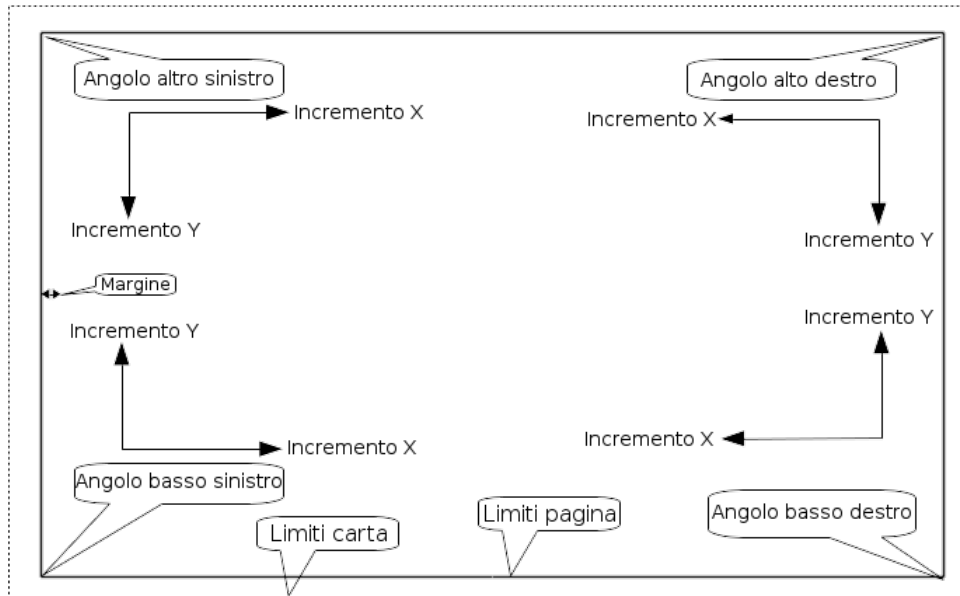 Angolo altro sinistro
Angolo alto destro
Incremento X
Incremento X
Incremento Y
Incremento Y
Margine
Incremento Y
Incremento Y
Incremento X
Incremento X
Angolo basso sinistro
Angolo basso destro
Limiti carta
Limiti pagina